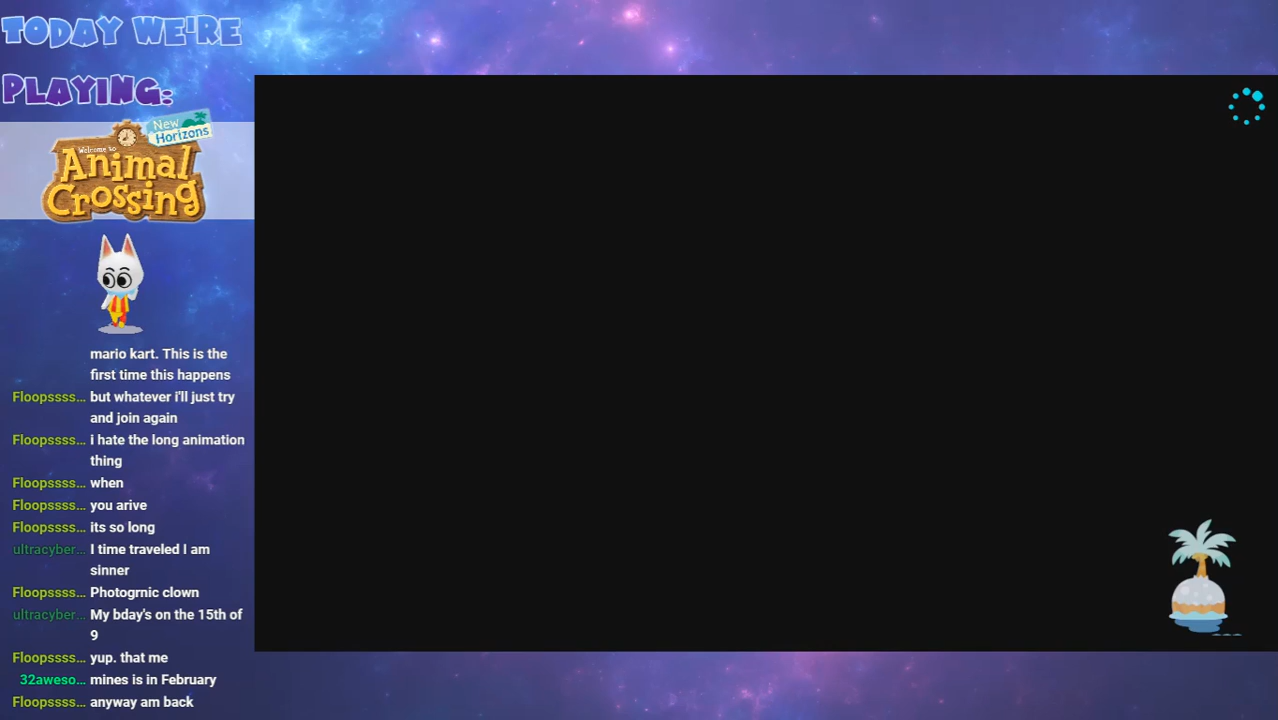 TODAY WE'RE
PLAYING:
New
Horizons
Welcome to
Animal
Crossing
mario kart. This is the
first time this happens
Floopssss... but whatever i'll just try
and join again
Floopssss... i hate the long animation
thing
Floopssss... when
Floopssss... you arive
Floopssss... its so long
ultracyber... I time traveled I am
sinner
Floopssss... Photogrnic clown
ultracyber... My bday's on the 15th of
9
Floopssss... yup. that me
32aweso... mines is in February
Floopssss... anyway am back